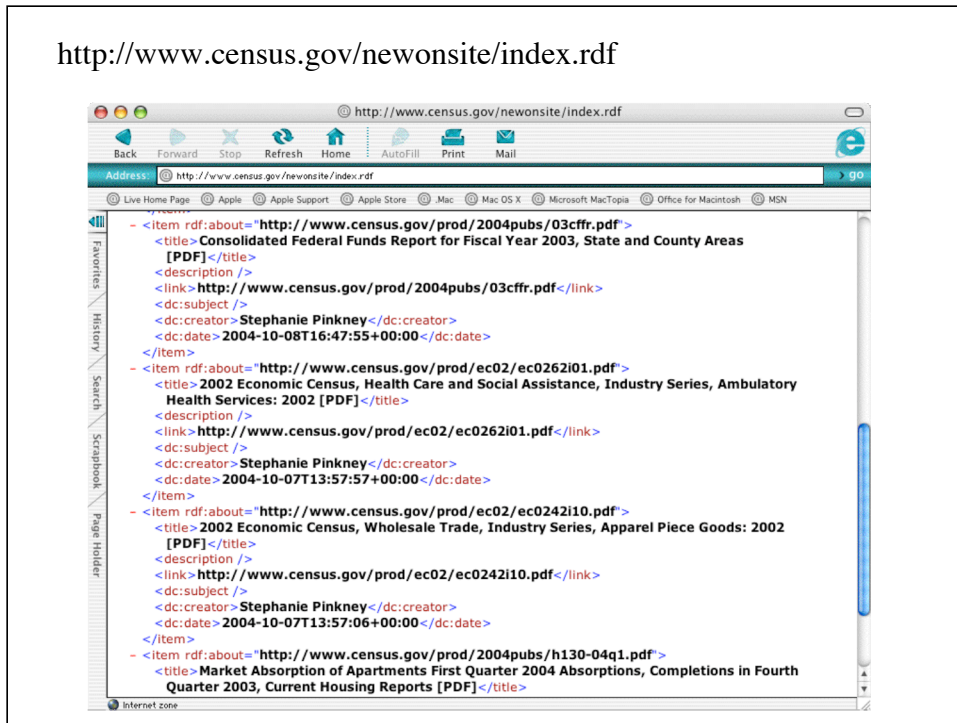 http://www.census.gov/newonsite/index.rdf
@ http://www.census.gov/newonsite/index.rdf
Back Forward Stop Refresh Home AutoFill Print Mail
Address: @ http://www.census.gov/newonsite/index.rdf › go
@ Live Home Page @ Apple @ Apple Support @ Apple Store @ .Mac @ Mac OS X @ Microsoft MacTopia @ Office for Macintosh @ MSN
Favorites
History
Search
Scrapbook
Page Holder
</item>
- <item rdf:about="http://www.census.gov/prod/2004pubs/03cffr.pdf">
<title>Consolidated Federal Funds Report for Fiscal Year 2003, State and County Areas
[PDF]</title>
<description />
<link>http://www.census.gov/prod/2004pubs/03cffr.pdf</link>
<dc:subject />
<dc:creator>Stephanie Pinkney</dc:creator>
<dc:date>2004-10-08T16:47:55+00:00</dc:date>
</item>
- <item rdf:about="http://www.census.gov/prod/ec02/ec0262i01.pdf">
<title>2002 Economic Census, Health Care and Social Assistance, Industry Series, Ambulatory
Health Services: 2002 [PDF]</title>
<description />
<link>http://www.census.gov/prod/ec02/ec0262i01.pdf</link>
<dc:subject />
<dc:creator>Stephanie Pinkney</dc:creator>
<dc:date>2004-10-07T13:57:57+00:00</dc:date>
</item>
- <item rdf:about="http://www.census.gov/prod/ec02/ec0242i10.pdf">
<title>2002 Economic Census, Wholesale Trade, Industry Series, Apparel Piece Goods: 2002
[PDF]</title>
<description />
<link>http://www.census.gov/prod/ec02/ec0242i10.pdf</link>
<dc:subject />
<dc:creator>Stephanie Pinkney</dc:creator>
<dc:date>2004-10-07T13:57:06+00:00</dc:date>
</item>
- <item rdf:about="http://www.census.gov/prod/2004pubs/h130-04q1.pdf">
<title>Market Absorption of Apartments First Quarter 2004 Absorptions, Completions in Fourth
Quarter 2003, Current Housing Reports [PDF]</title>
Internet zone